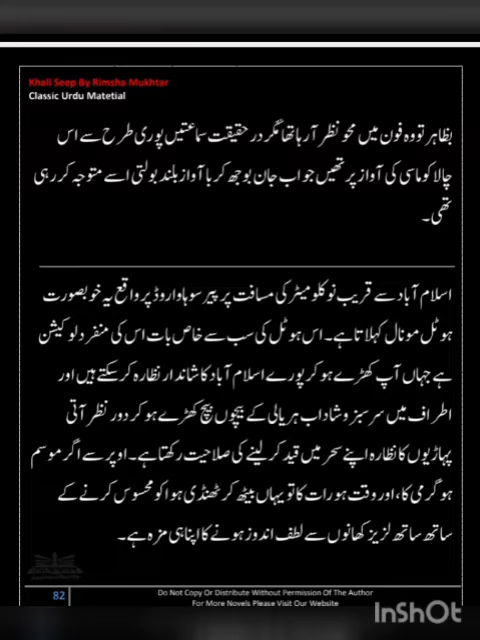 Khali Seep By Rimsha Mukhtar
Classic Urdu Matetial
بظاہر تو وہ فون میں محو نظر آ رہا تھا مگر در حقیقت سماعتیں پوری طرح سے اس
چالاکو ماسی کی آواز پر تھیں جو اب جان بوجھ کر با آواز بلند بولتی اسے متوجہ کر رہی
تھی۔
اسلام آباد سے قریب نو کلومیٹر کی مسافت پر پیر سوہاوا روڈ پر واقع یہ خوبصورت
ہوٹل مونال کہلاتا ہے۔ اس ہوٹل کی سب سے خاص بات اس کی منفرد لوکیشن
ہے جہاں آپ کھڑے ہو کر پورے اسلام آباد کا شاندار نظارہ کر سکتے ہیں اور
اطراف میں سرسبز و شاداب ہریالی کے بیچوں بیچ کھڑے ہو کر دور نظر آتی
پہاڑیوں کا نظارہ اپنے سحر میں قید کر لینے کی صلاحیت رکھتا ہے۔ اوپر سے اگر موسم
ہو گرمی کا، اور وقت ہو رات کا تو یہاں بیٹھ کر ٹھنڈی ہوا کو محسوس کرنے کے
ساتھ ساتھ لزیز کھانوں سے لطف اندوز ہونے کا اپنا ہی مزہ ہے۔
82
Do Not Copy Or Distribute Without Permission Of The Author
For More Novels Please Visit Our Website
InShOt